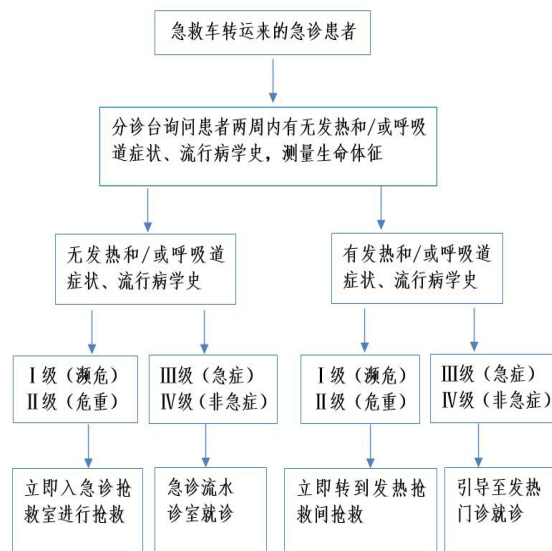 急救车转运来的急诊患者
分诊台询问患者两周内有无发热和/或呼吸
道症状、流行病学史，测量生命体征
无发热和/或呼吸道
症状、流行病学史
有发热和/或呼吸道
症状、流行病学史
Ⅰ级（濒危）
Ⅱ级（危重）
Ⅲ级（急症）
Ⅳ级（非急症）
Ⅰ级（濒危）
Ⅱ级（危重）
Ⅲ级（急症）
Ⅳ级（非急症）
立即入急诊抢
救室进行抢救
急诊流水
诊室就诊
立即转到发热抢
救间抢救
引导至发热
门诊就诊